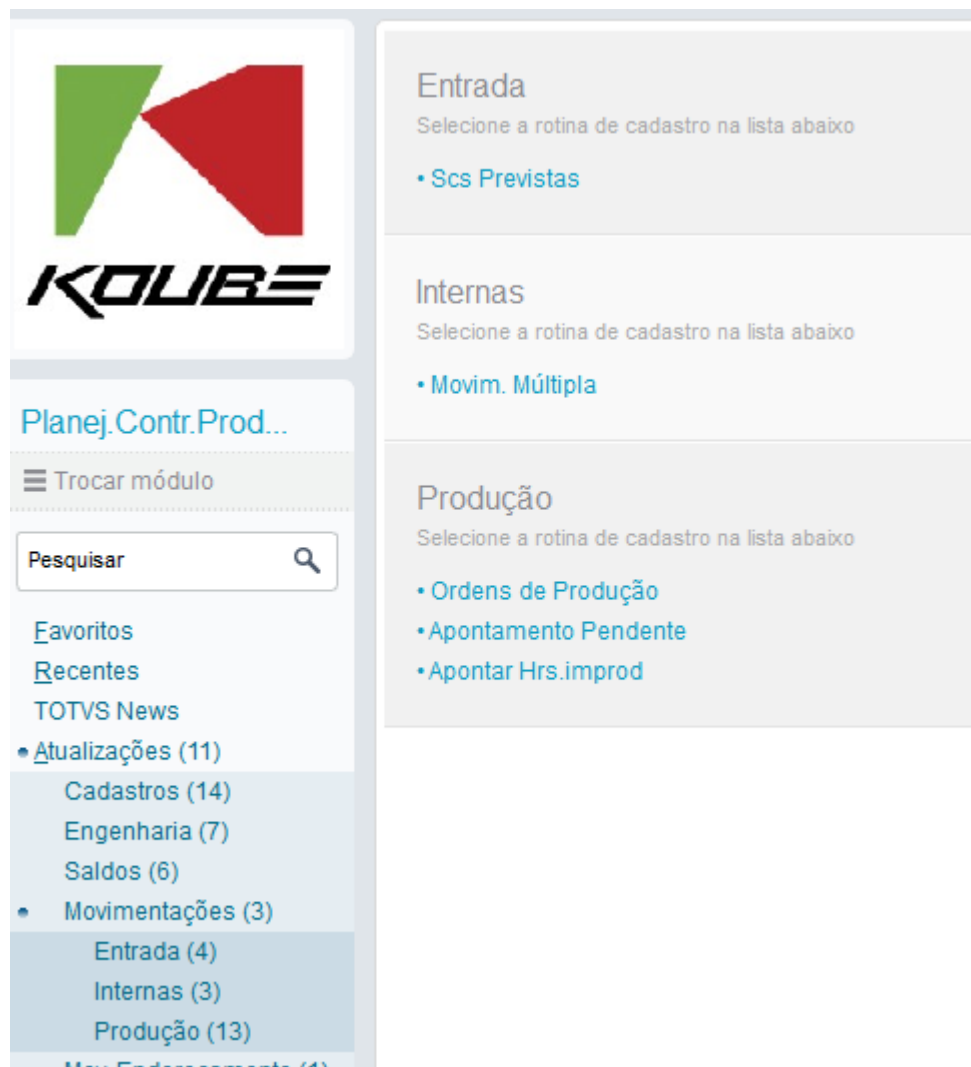 KOUBE
Planej.Contr.Prod...
Trocar módulo
Pesquisar
Favoritos
Recentes
TOTVS News
• Atualizações (11)
Cadastros (14)
Engenharia (7)
Saldos (6)
• Movimentações (3)
Entrada (4)
Internas (3)
Produção (13)
Mov.Endereçamento (1)
Entrada
Selecione a rotina de cadastro na lista abaixo
• Scs Previstas
Internas
Selecione a rotina de cadastro na lista abaixo
• Movim. Múltipla
Produção
Selecione a rotina de cadastro na lista abaixo
• Ordens de Produção
• Apontamento Pendente
• Apontar Hrs.improd